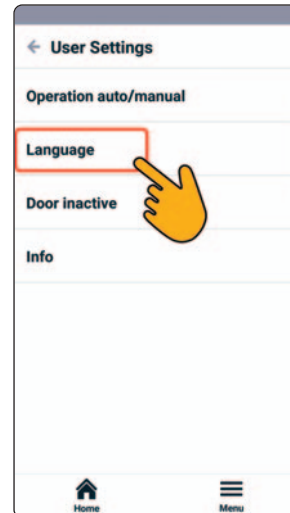 User Settings
Operation auto/manual
Language
Door inactive
Info
Home
Menu